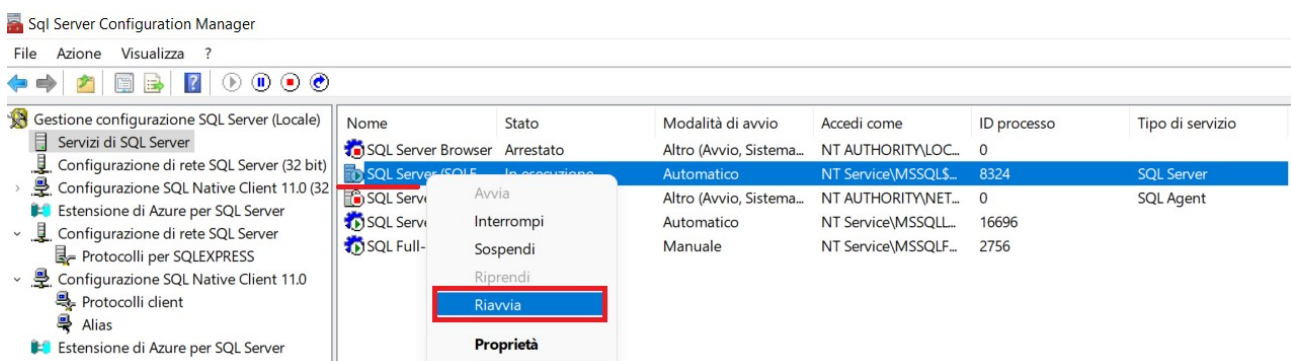 Sql Server Configuration Manager
File Azione Visualizza ?
Gestione configurazione SQL Server (Locale)
Servizi di SQL Server
Configurazione di rete SQL Server (32 bit)
Configurazione SQL Native Client 11.0 (32
Estensione di Azure per SQL Server
Configurazione di rete SQL Server
Protocolli per SQLEXPRESS
Configurazione SQL Native Client 11.0
Protocolli client
Alias
Estensione di Azure per SQL Server
Nome Stato Modalità di avvio Accedi come ID processo Tipo di servizio
SQL Server Browser Arrestato Altro (Avvio, Sistema... NT AUTHORITY\LOC... 0
SQL Server (SQLE In esecuzione Automatico NT Service\MSSQL$... 8324 SQL Server
SQL Serve Altro (Avvio, Sistema... NT AUTHORITY\NET... 0 SQL Agent
SQL Serve Automatico NT Service\MSSQLL... 16696
SQL Full- Manuale NT Service\MSSQLF... 2756
Avvia
Interrompi
Sospendi
Riprendi
Riavvia
Proprietà